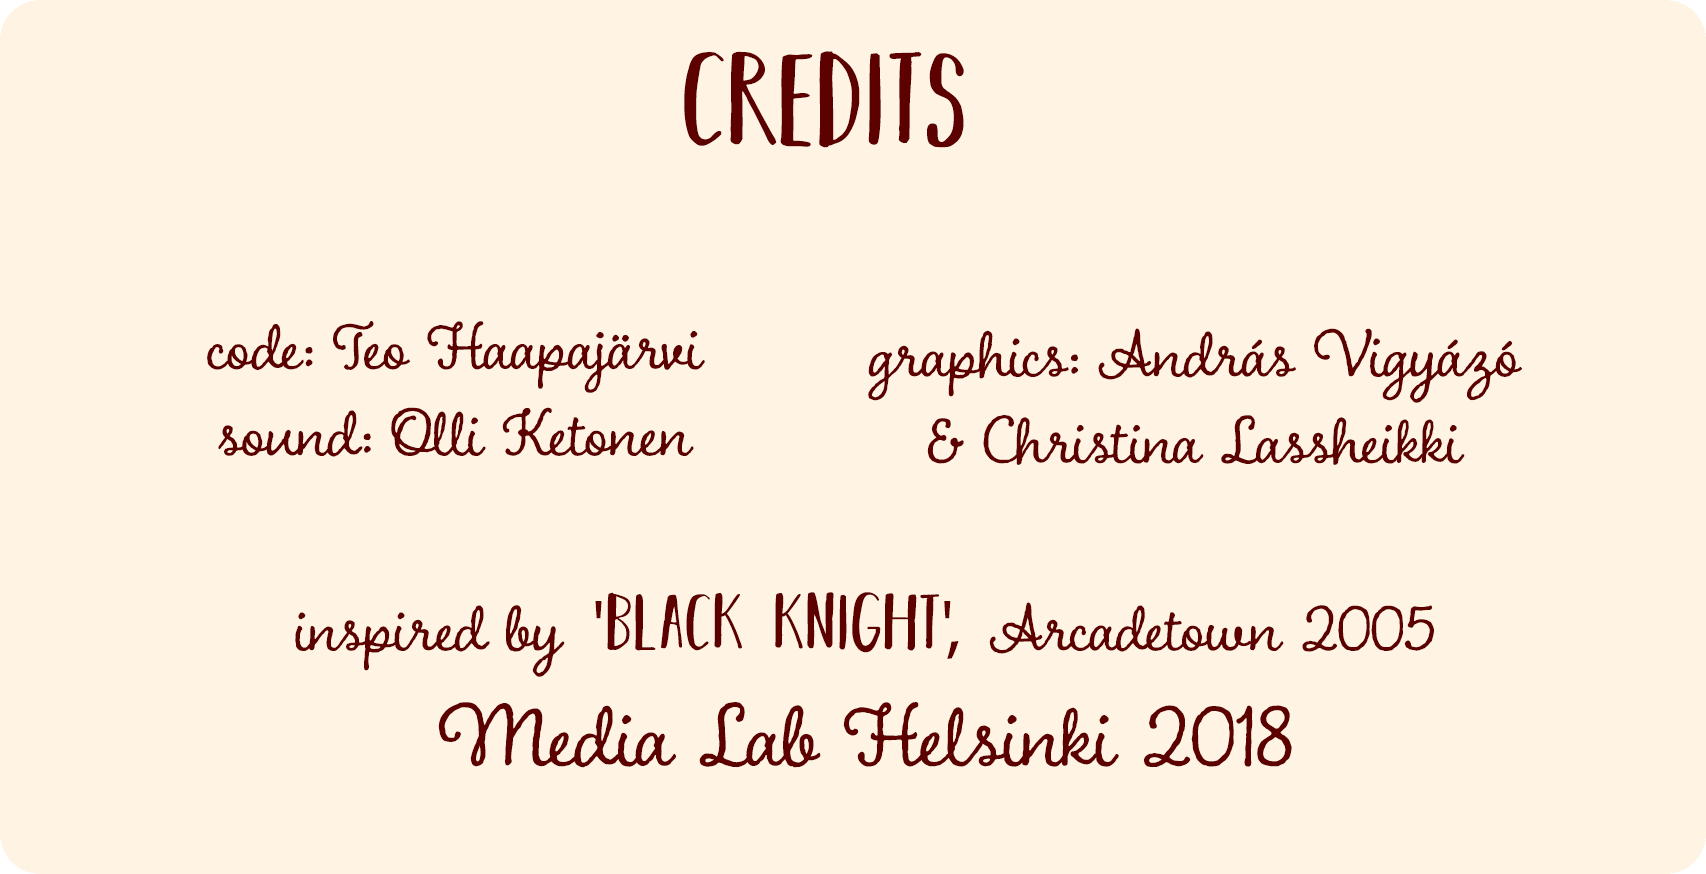 CREDITS
code: Teo Haapajärvi
sound: Olli Ketonen
graphics: András Vigyázó
& Christina Lassheikki
inspired by 'BLACK KNIGHT', Arcadetown 2005
Media Lab Helsinki 2018